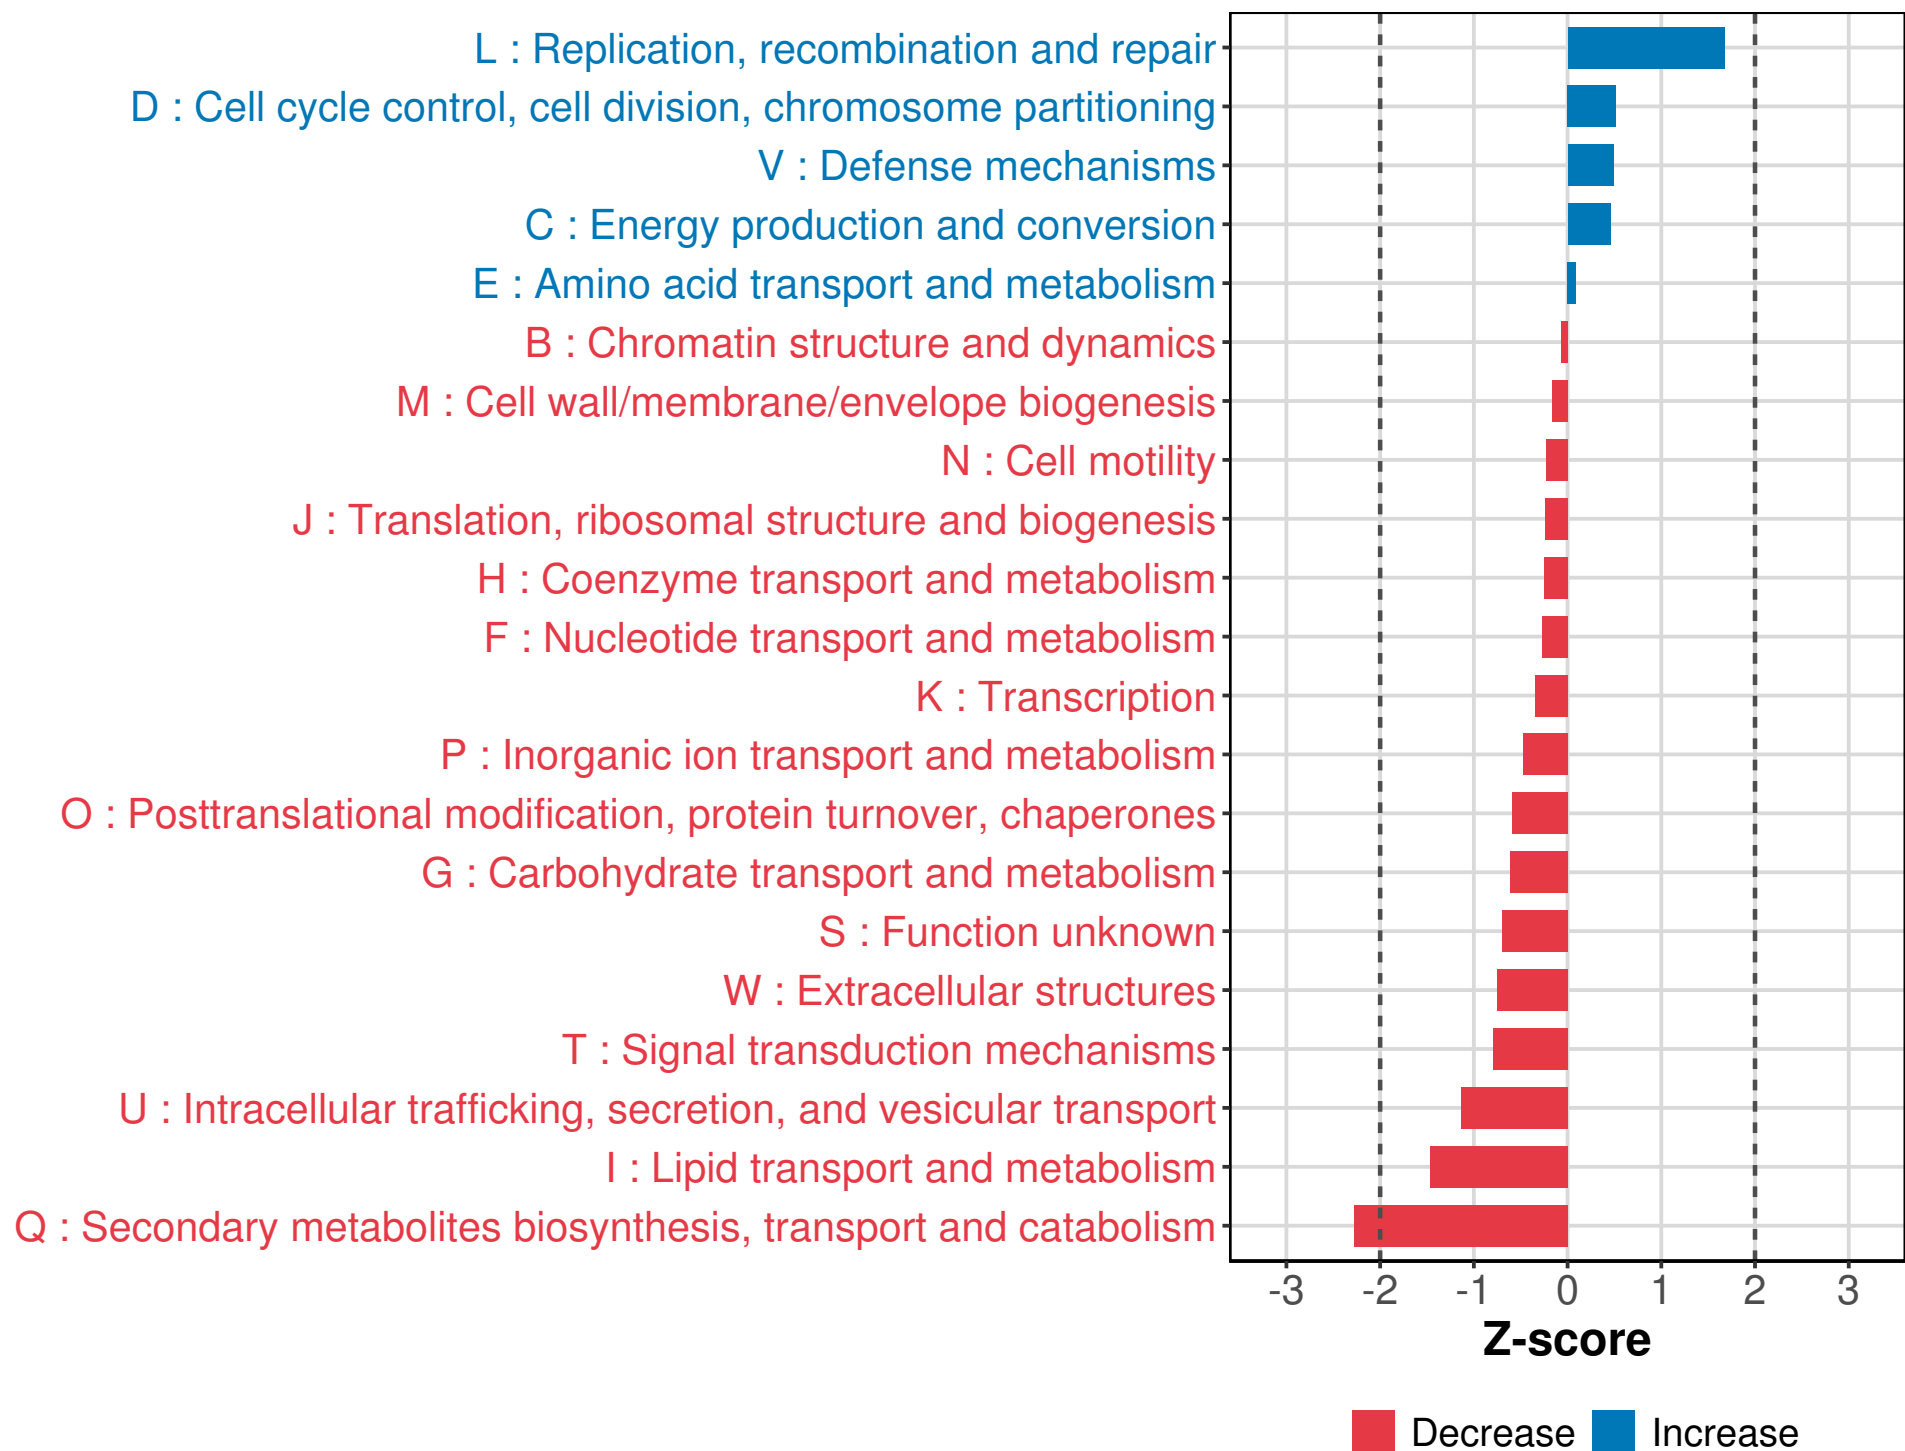 L : Replication, recombination and repair
D : Cell cycle control, cell division, chromosome partitioning
V : Defense mechanisms
C : Energy production and conversion
E : Amino acid transport and metabolism
B : Chromatin structure and dynamics
M : Cell wall/membrane/envelope biogenesis
N : Cell motility
J : Translation, ribosomal structure and biogenesis
H : Coenzyme transport and metabolism
F : Nucleotide transport and metabolism
K : Transcription
P : Inorganic ion transport and metabolism
O : Posttranslational modification, protein turnover, chaperones
G : Carbohydrate transport and metabolism
S : Function unknown
W : Extracellular structures
T : Signal transduction mechanisms
U : Intracellular trafficking, secretion, and vesicular transport
I : Lipid transport and metabolism
Q : Secondary metabolites biosynthesis, transport and catabolism
-3 -2 -1 0 1 2 3
Z-score
Decrease Increase